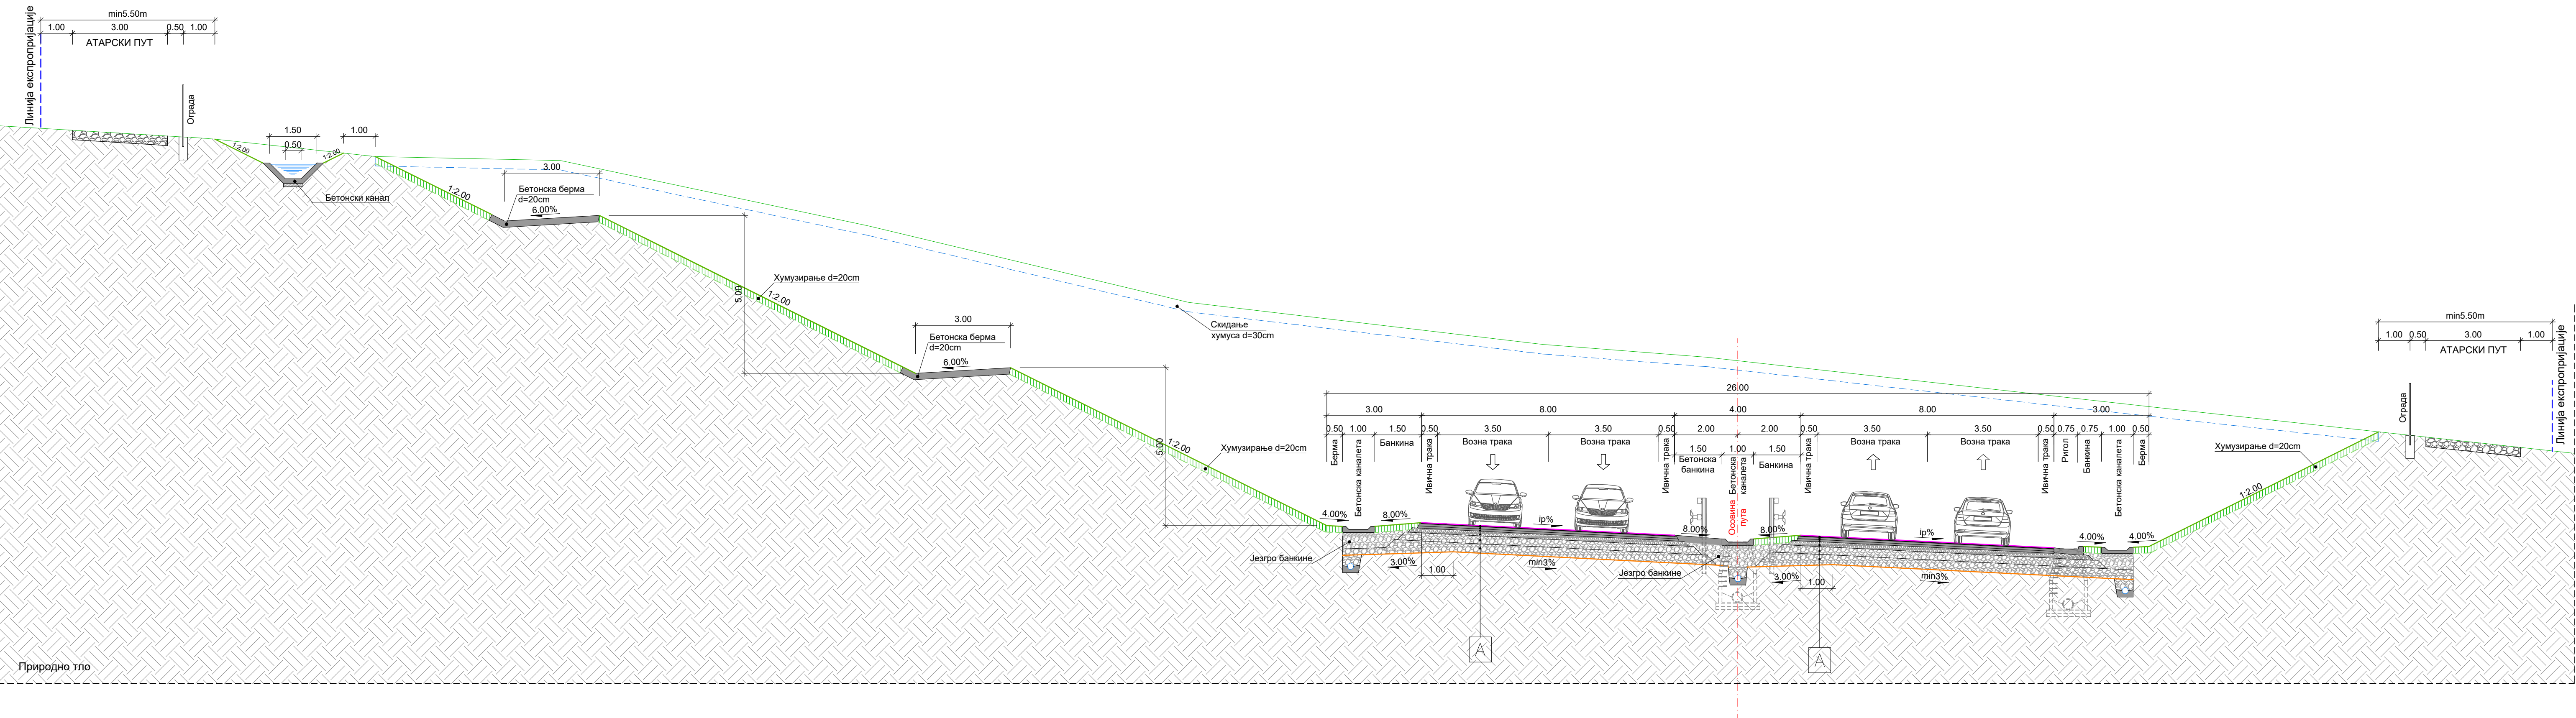 Линија експропријације
min5.50m
1.00 3.00 0.50 1.00
АТАРСКИ ПУТ
Ограда
1:2.00
1.50
0.50
1:2.00
1.00
Бетонски канал
1:2.00
3.00
Бетонска берма
d=20cm
6.00%
5.00
Хумузирање d=20cm
1:2.00
3.00
Бетонска берма
d=20cm
6.00%
Скидање
хумуса d=30cm
5.00
1:2.00
Хумузирање d=20cm
26.00
3.00 8.00 4.00 8.00 3.00
0.50 1.00 1.50 0.50 3.50 3.50 0.50 2.00 2.00 0.50 3.50 3.50 0.50 0.75 0.75 1.00 0.50
Берма
Бетонска каналета
Банкина
Ивична трака
Возна трака
Возна трака
Ивична трака
1.50 1.00 1.50
Бетонска
банкина
Бетонска
каналета
Банкина
Ивична трака
Возна трака
Возна трака
Ивична трака
Ригол
Банкина
Бетонска каналета
Берма
Осовина
пута
4.00%
8.00%
ip%
8.00%
8.00%
ip%
4.00%
4.00%
Језгро банкине
3.00%
1.00
min3%
Језгро банкине
3.00%
1.00
min3%
A
A
Хумузирање d=20cm
1:2.00
min5.50m
1.00 0.50 3.00 1.00
АТАРСКИ ПУТ
Ограда
Линија експропријације
Природно тло